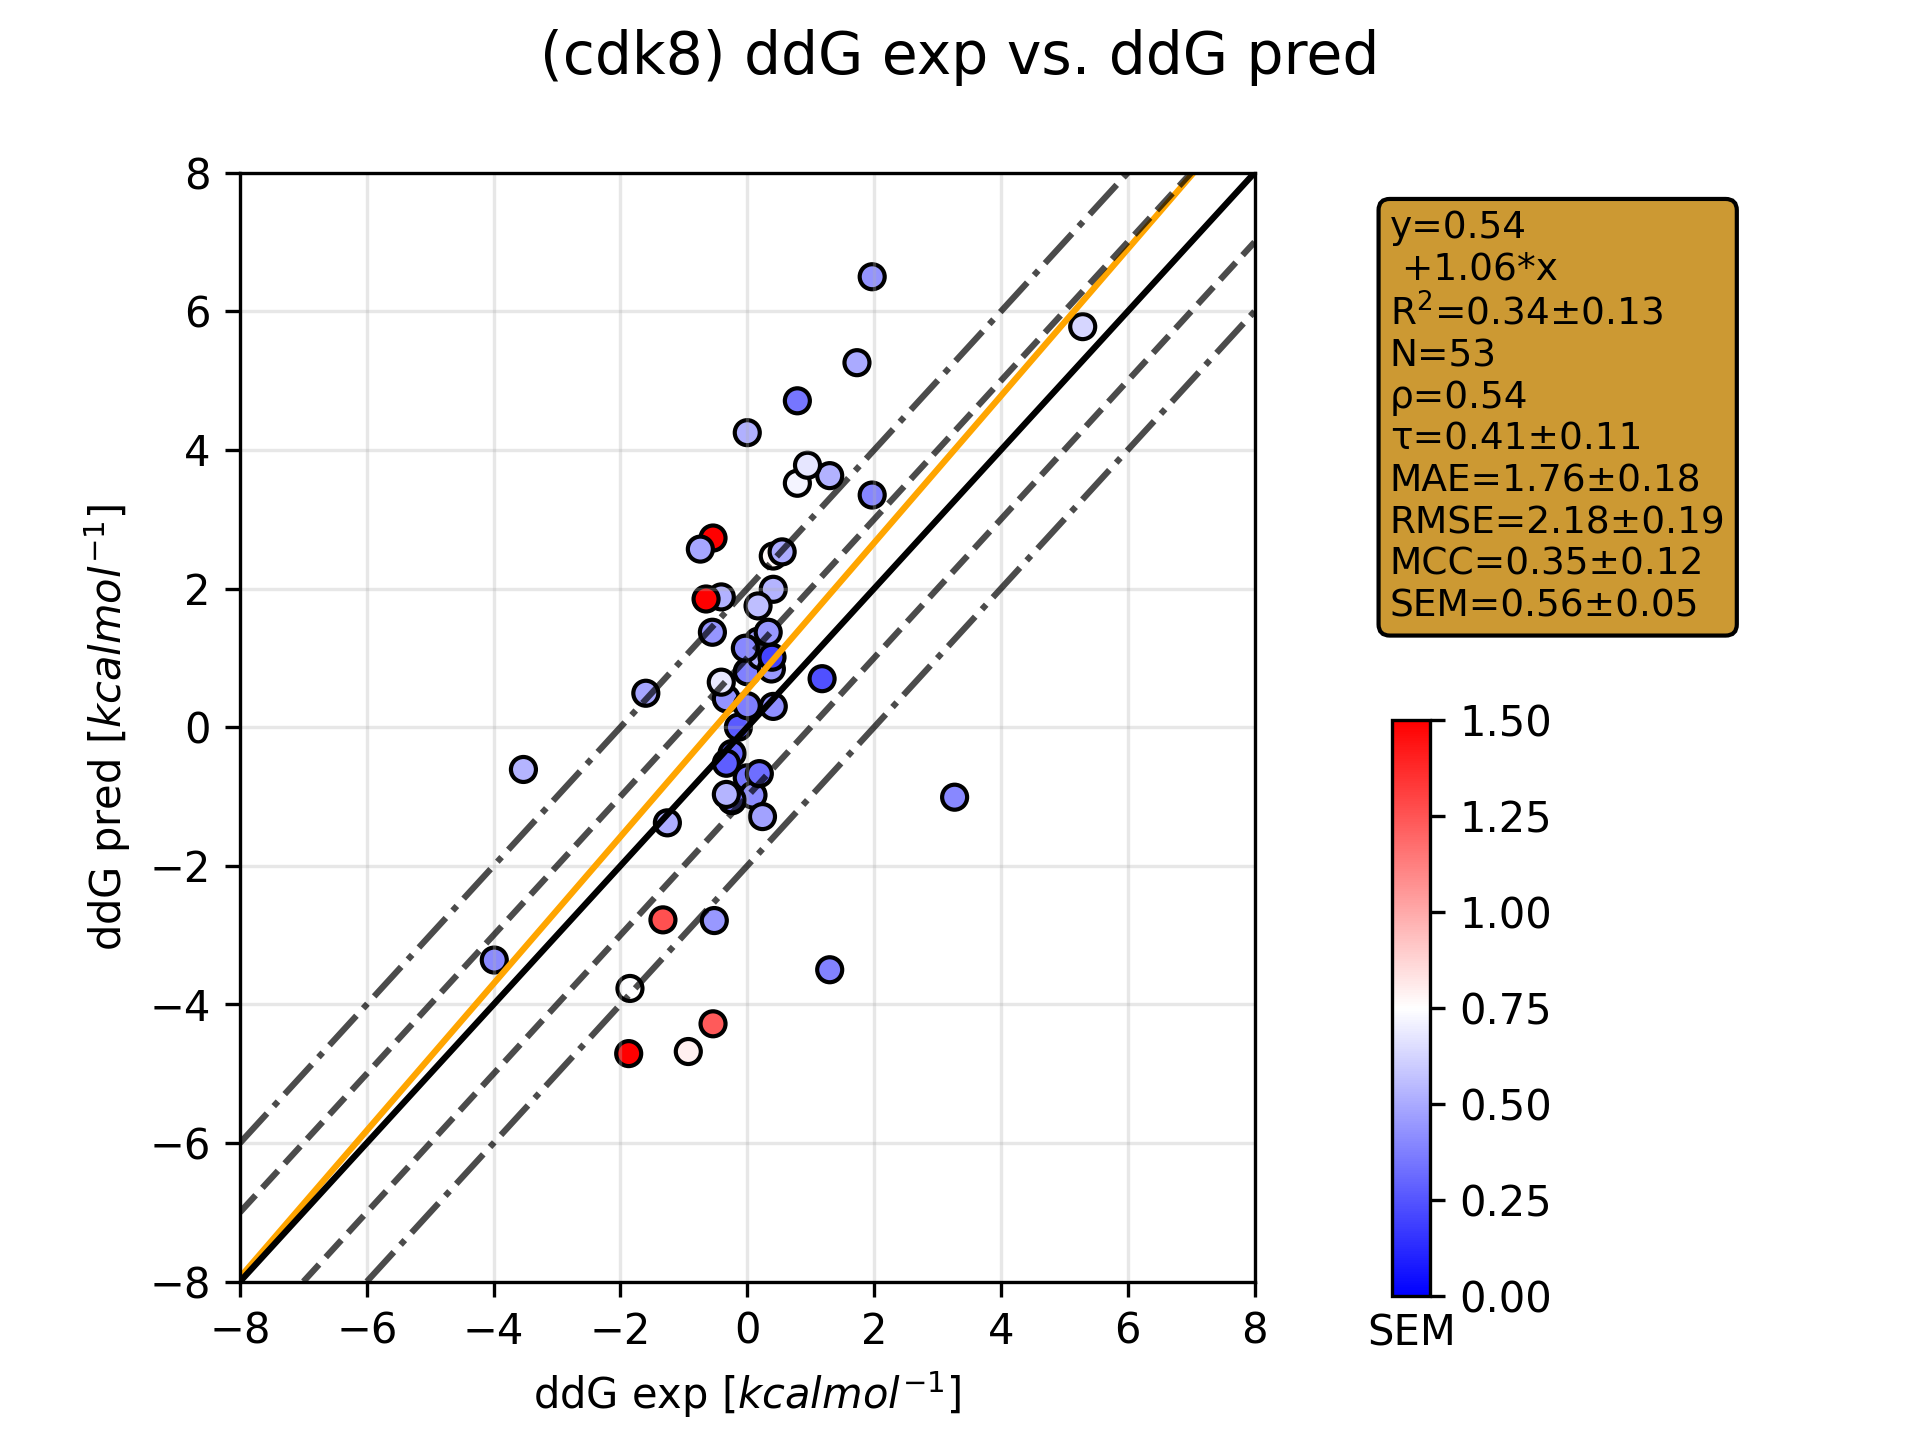 (cdk8) ddG exp vs. ddG pred
8
6
4
2
0
−2
−4
−6
−8
ddG pred [kcalmol⁻¹]
−8 −6 −4 −2 0 2 4 6 8
ddG exp [kcalmol⁻¹]
y=0.54
+1.06*x
R²=0.34±0.13
N=53
ρ=0.54
τ=0.41±0.11
MAE=1.76±0.18
RMSE=2.18±0.19
MCC=0.35±0.12
SEM=0.56±0.05
1.50
1.25
1.00
0.75
0.50
0.25
0.00
SEM